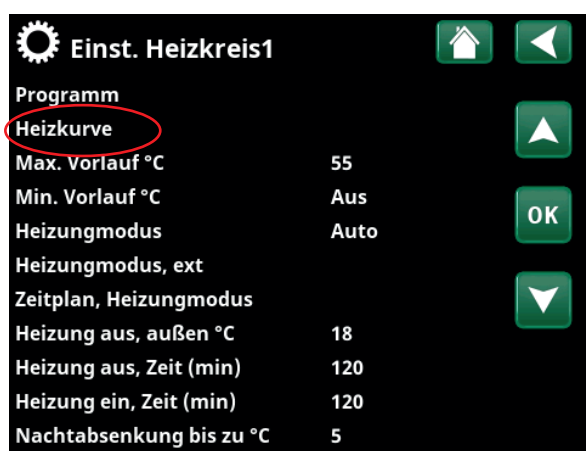 Einst. Heizkreis1
Programm
Heizkurve
Max. Vorlauf °C 55
Min. Vorlauf °C Aus
Heizungmodus Auto
Heizungmodus, ext
Zeitplan, Heizungmodus
Heizung aus, außen °C 18
Heizung aus, Zeit (min) 120
Heizung ein, Zeit (min) 120
Nachtabsenkung bis zu °C 5
OK